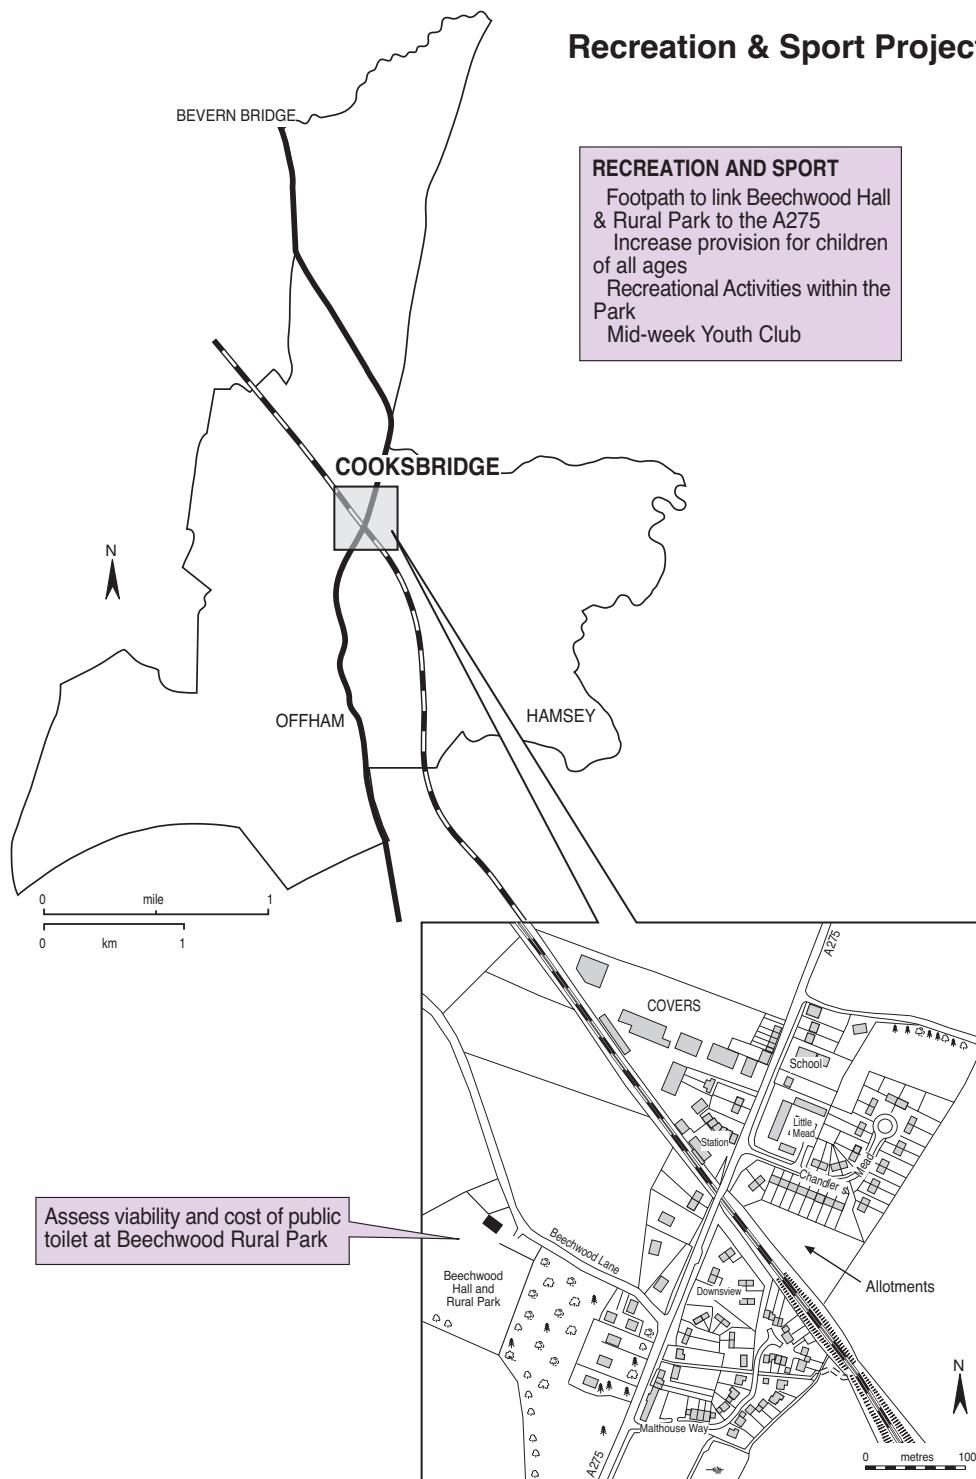 Recreation & Sport Project
BEVERN BRIDGE
RECREATION AND SPORT
Footpath to link Beechwood Hall
& Rural Park to the A275
Increase provision for children
of all ages
Recreational Activities within the
Park
Mid-week Youth Club
COOKSBRIDGE
N
OFFHAM
HAMSEY
0 mile 1
0 km 1
A275
COVERS
School
Little
Mead
Station
Chandler's
Mead
Assess viability and cost of public
toilet at Beechwood Rural Park
Beechwood Lane
Beechwood
Hall and
Rural Park
Allotments
Downsview
N
Malthouse Way
A275
0 metres 100